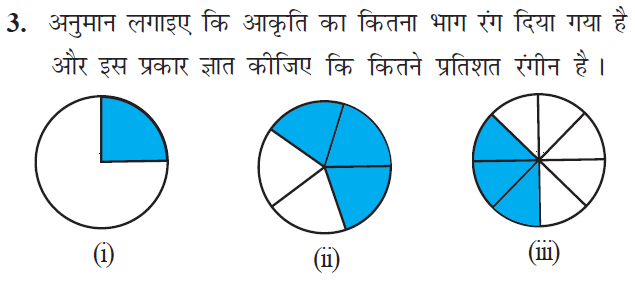 3. अनुमान लगाइए कि आकृति का कितना भाग रंग दिया गया है
और इस प्रकार ज्ञात कीजिए कि कितने प्रतिशत रंगीन है ।
(i) (ii) (iii)